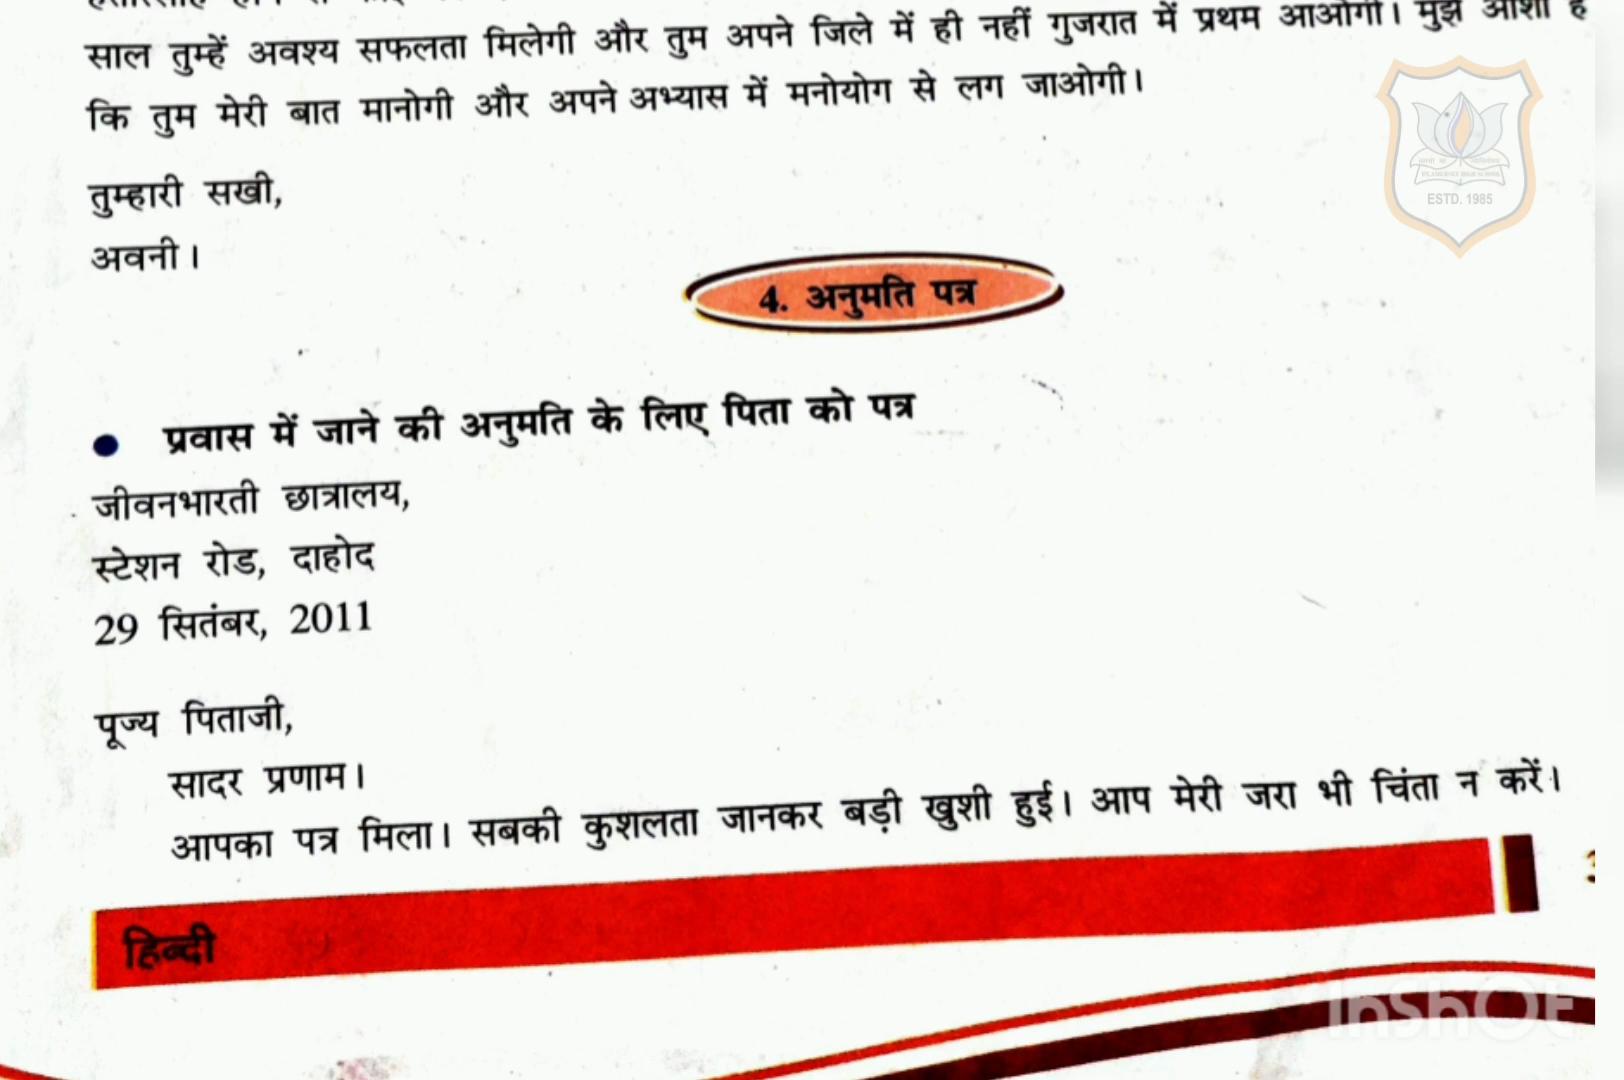 साल तुम्हें अवश्य सफलता मिलेगी और तुम अपने जिले में ही नहीं गुजरात में प्रथम आओगी। मुझे आशा है
कि तुम मेरी बात मानोगी और अपने अभ्यास में मनोयोग से लग जाओगी।
तुम्हारी सखी,
अवनी।
ESTD. 1985
4. अनुमति पत्र
● प्रवास में जाने की अनुमति के लिए पिता को पत्र
जीवनभारती छात्रालय,
स्टेशन रोड, दाहोद
29 सितंबर, 2011
पूज्य पिताजी,
सादर प्रणाम।
आपका पत्र मिला। सबकी कुशलता जानकर बड़ी खुशी हुई। आप मेरी जरा भी चिंता न करें।
हिन्दी
InShOt